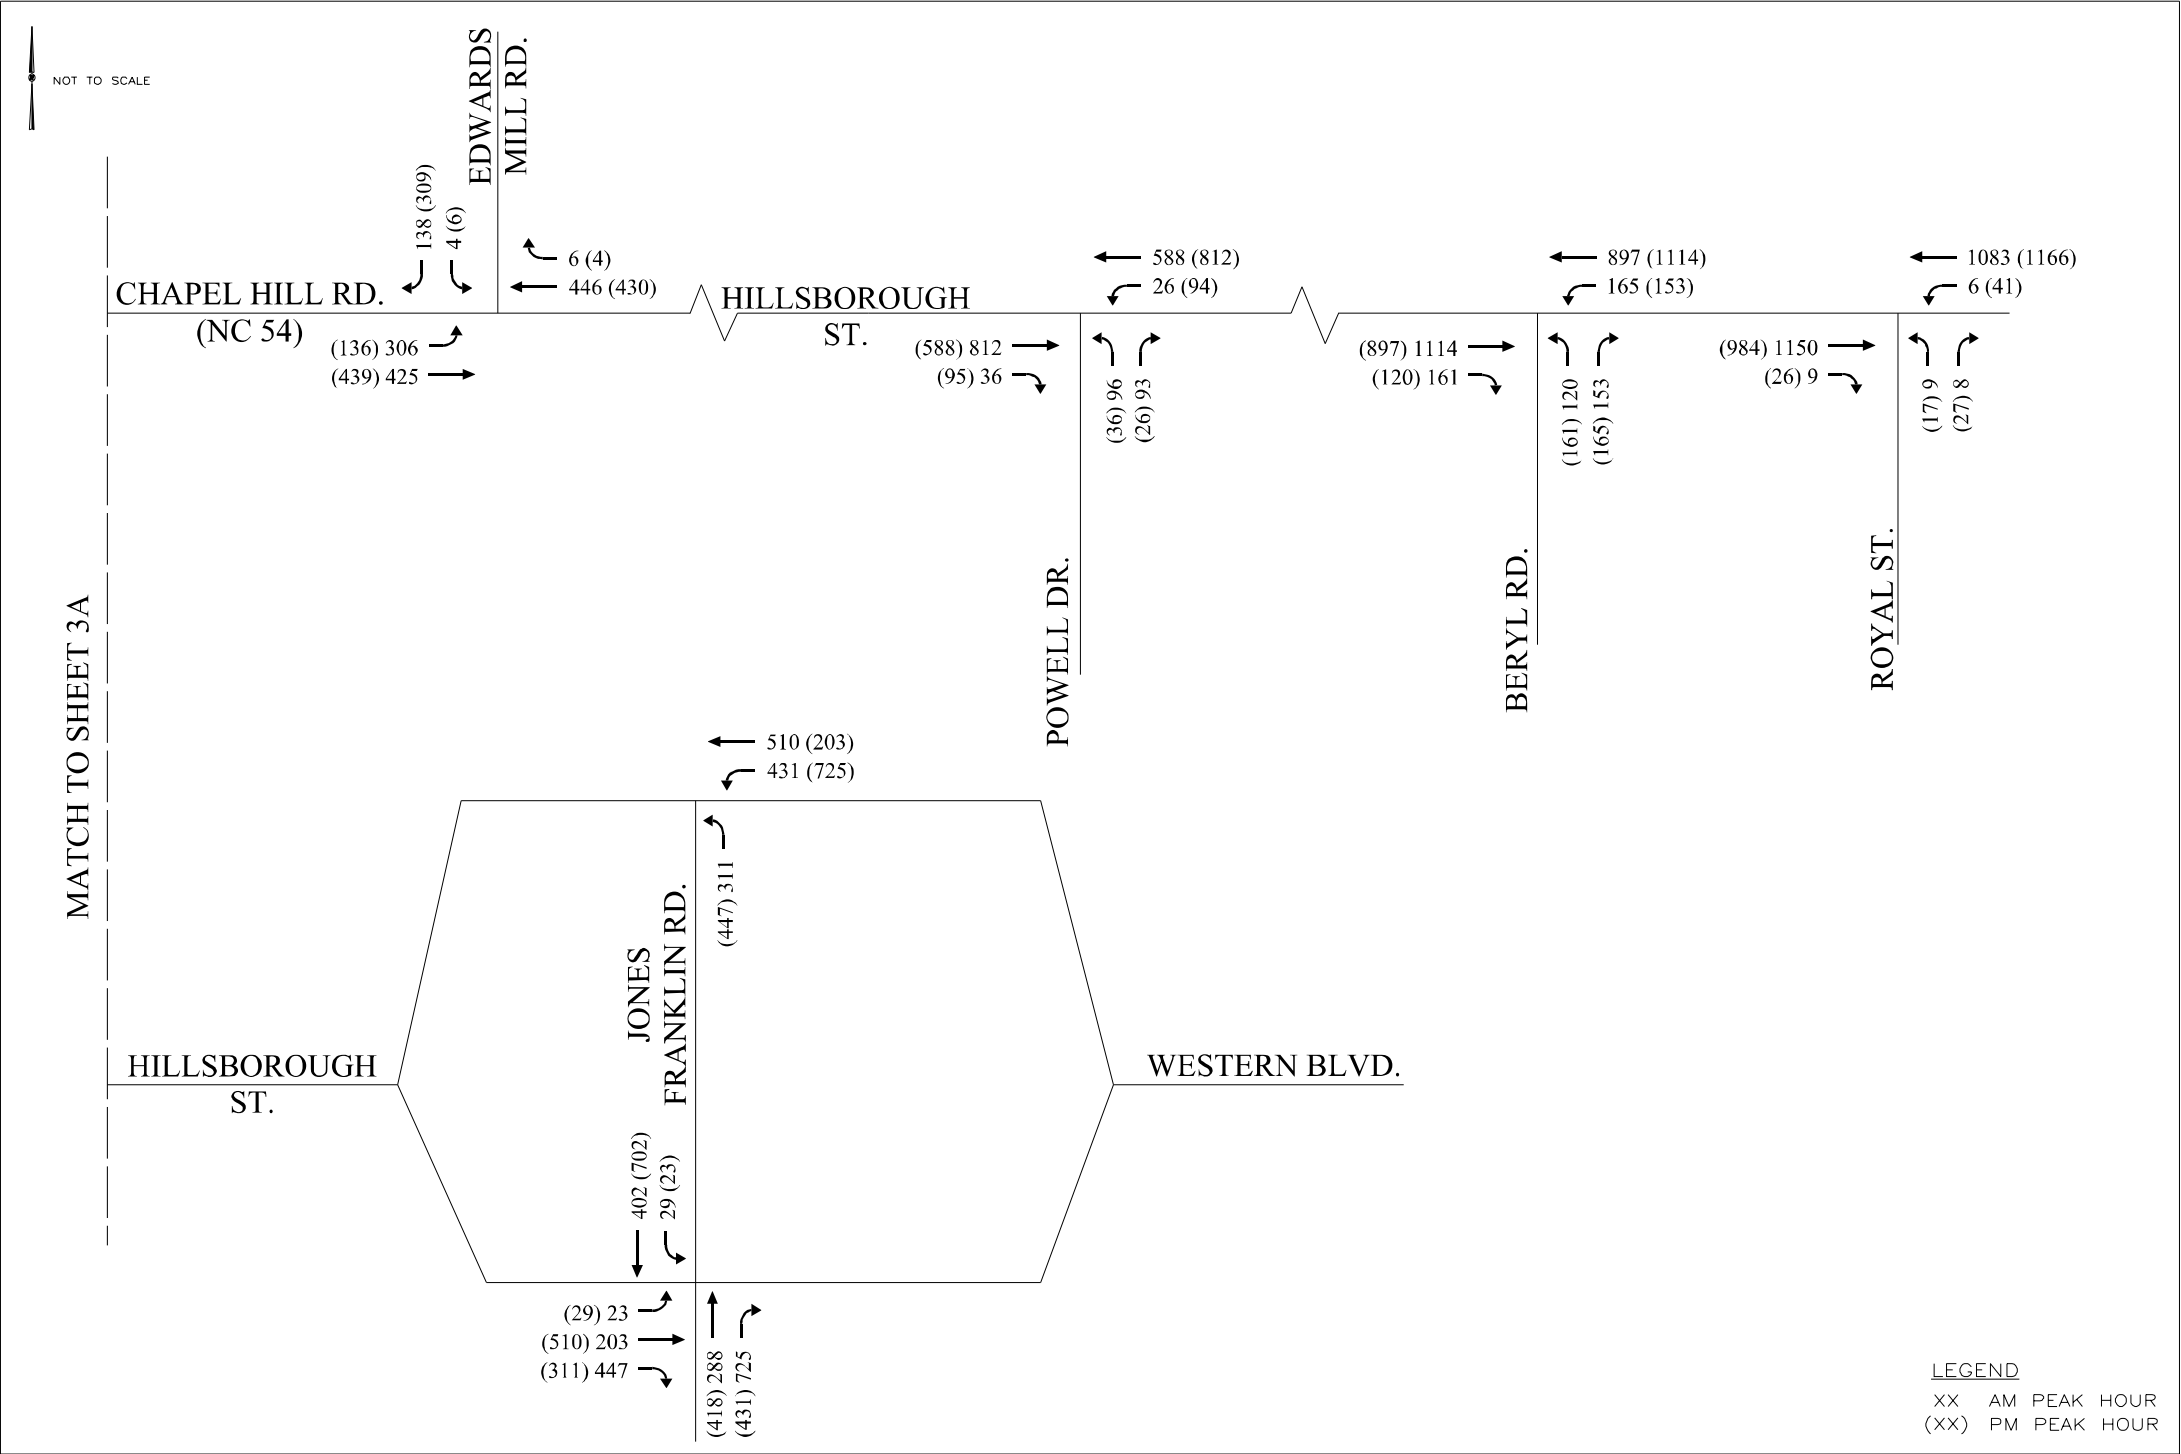 NOT TO SCALE
EDWARDS
MILL RD.
138 (309)
4 (6)
6 (4)
446 (430)
CHAPEL HILL RD.
(NC 54)
(136) 306
(439) 425
HILLSBOROUGH
ST.
588 (812)
26 (94)
(588) 812
(95) 36
(36) 96
(26) 93
897 (1114)
165 (153)
(897) 1114
(120) 161
(161) 120
(165) 153
1083 (1166)
6 (41)
(984) 1150
(26) 9
(17) 9
(27) 8
POWELL DR.
BERYL RD.
ROYAL ST.
MATCH TO SHEET 3A
510 (203)
431 (725)
(447) 311
JONES
FRANKLIN RD.
HILLSBOROUGH
ST.
WESTERN BLVD.
402 (702)
29 (23)
(29) 23
(510) 203
(311) 447
(418) 288
(431) 725
LEGEND
XX AM PEAK HOUR
(XX) PM PEAK HOUR